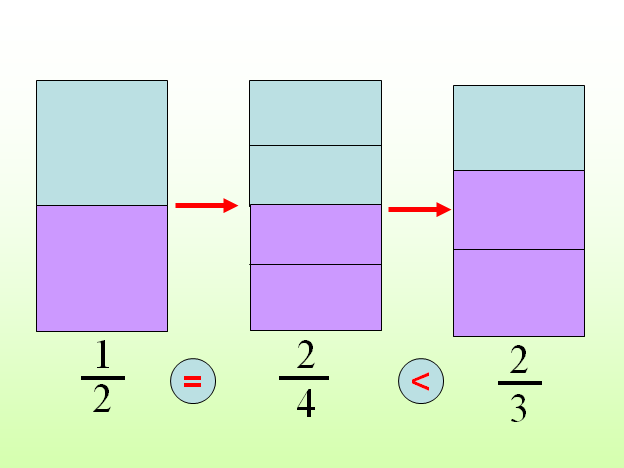 1/2 = 2/4 < 2/3